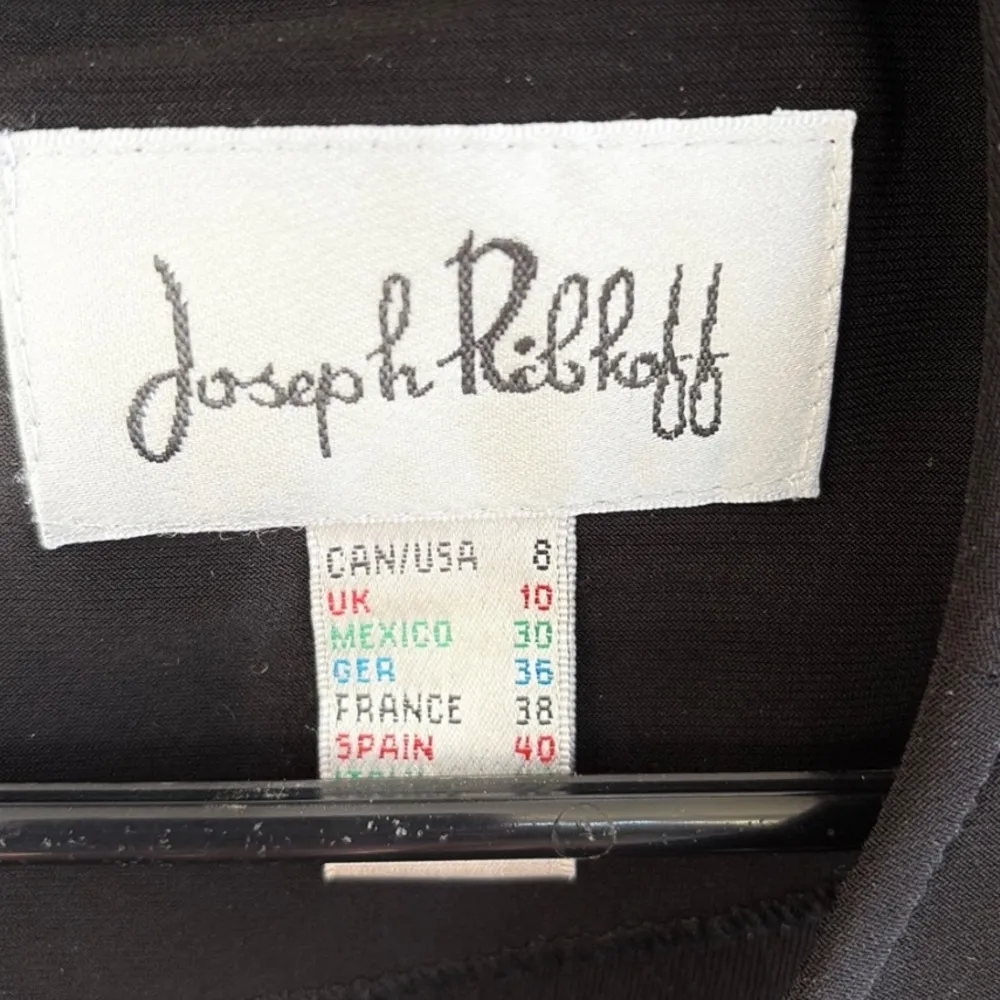 Joseph Ribkoff
CAN/USA 8
UK 10
MEXICO 30
GER 36
FRANCE 38
SPAIN 40